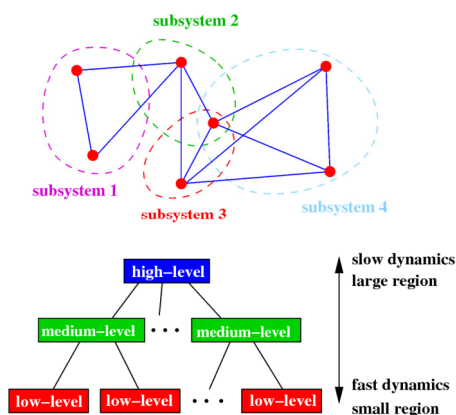 subsystem 2
subsystem 1
subsystem 3
subsystem 4
high-level
slow dynamics
large region
medium-level
• • •
medium-level
low-level
low-level
• • •
low-level
fast dynamics
small region